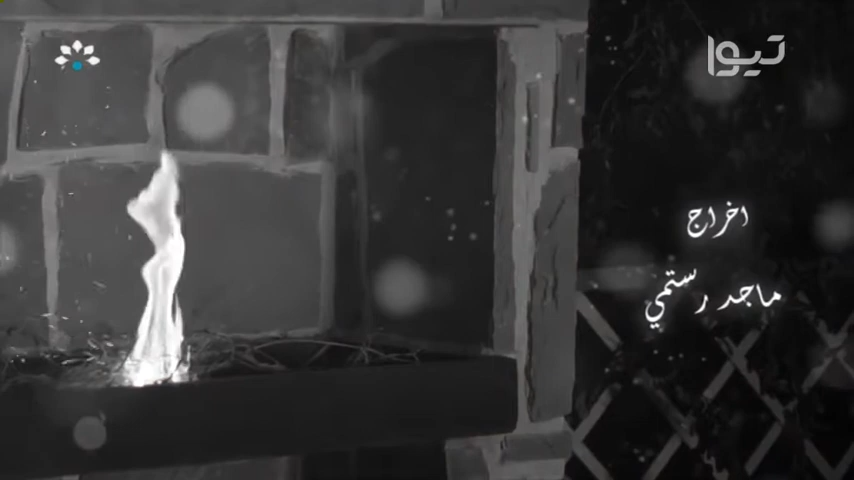 تيوا
اخراج
ماجد رستمي